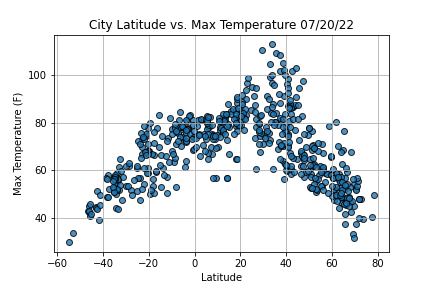 City Latitude vs. Max Temperature 07/20/22
Max Temperature (F)
100
80
60
40
−60 −40 −20 0 20 40 60 80
Latitude